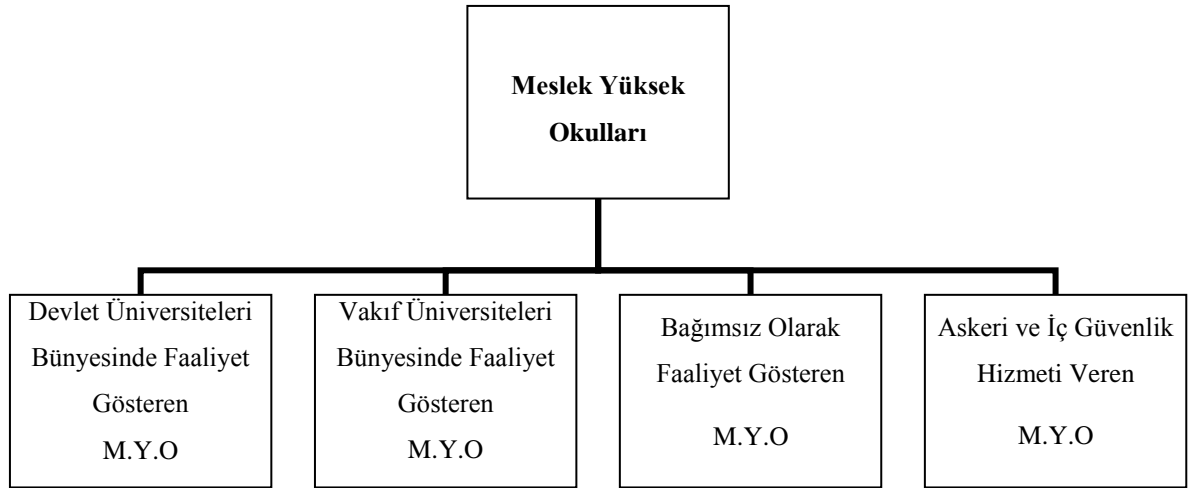 Meslek Yüksek
Okulları
Devlet Üniversiteleri
Bünyesinde Faaliyet
Gösteren
M.Y.O
Vakıf Üniversiteleri
Bünyesinde Faaliyet
Gösteren
M.Y.O
Bağımsız Olarak
Faaliyet Gösteren
M.Y.O
Askeri ve İç Güvenlik
Hizmeti Veren
M.Y.O